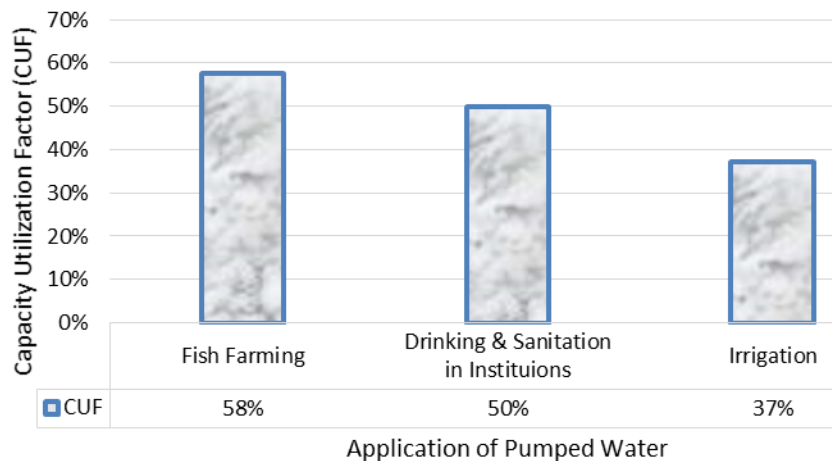 Capacity Utilization Factor (CUF)
70%
60%
50%
40%
30%
20%
10%
0%
Fish Farming
Drinking & Sanitation
in Instituions
Irrigation
CUF 58% 50% 37%
Application of Pumped Water